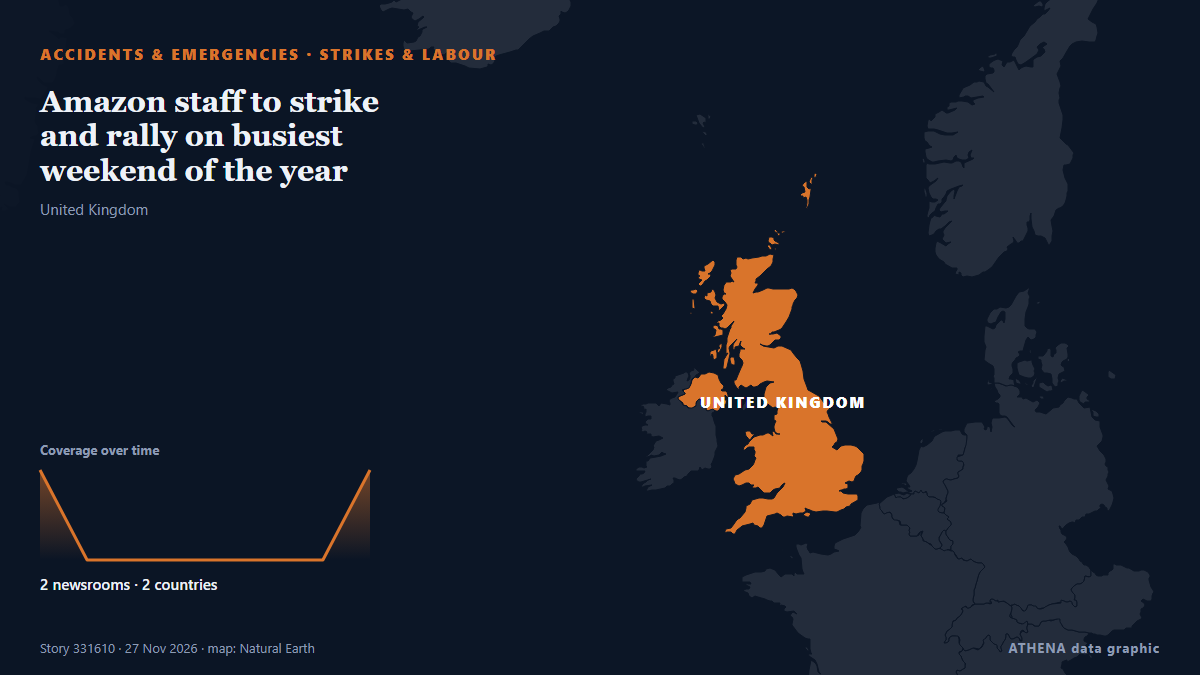 ACCIDENTS & EMERGENCIES · STRIKES & LABOUR
Amazon staff to strike
and rally on busiest
weekend of the year
United Kingdom
UNITED KINGDOM
Coverage over time
2 newsrooms · 2 countries
Story 331610 · 27 Nov 2026 · map: Natural Earth
ATHENA data graphic